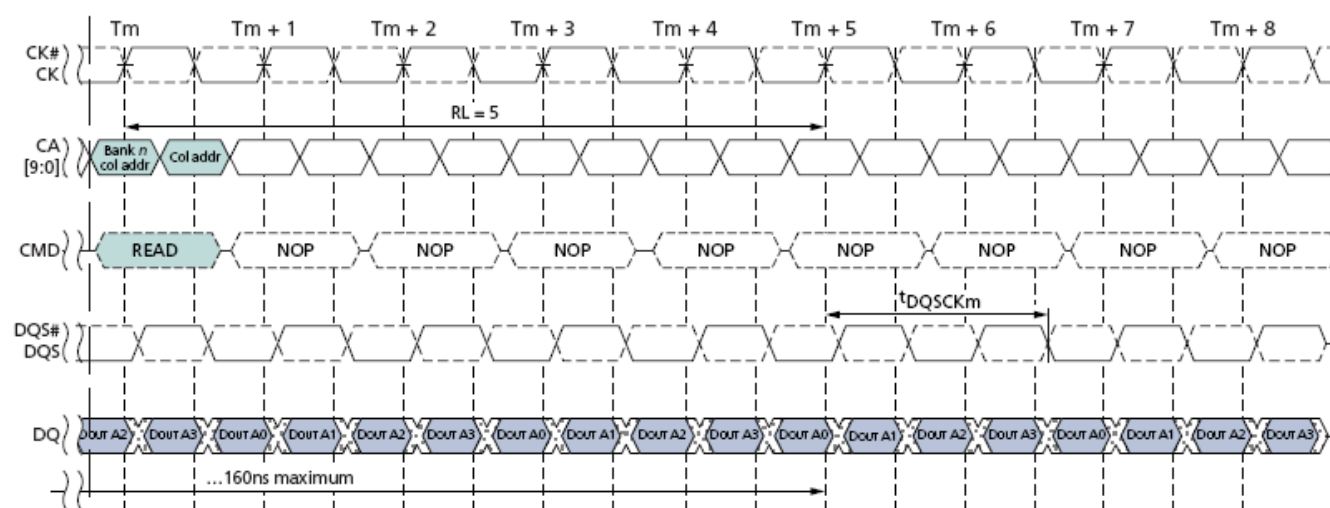 Tm Tm + 1 Tm + 2 Tm + 3 Tm + 4 Tm + 5 Tm + 6 Tm + 7 Tm + 8
CK#
CK
RL = 5
CA
[9:0]
Bank n
col addr
Col addr
CMD READ NOP NOP NOP NOP NOP NOP NOP NOP
tDQSCKm
DQS#
DQS
DQ DOUT A2 DOUT A3 DOUT A0 DOUT A1 DOUT A2 DOUT A3 DOUT A0 DOUT A1 DOUT A2 DOUT A3 DOUT A0 DOUT A1 DOUT A2 DOUT A3 DOUT A0 DOUT A1 DOUT A2 DOUT A3
...160ns maximum